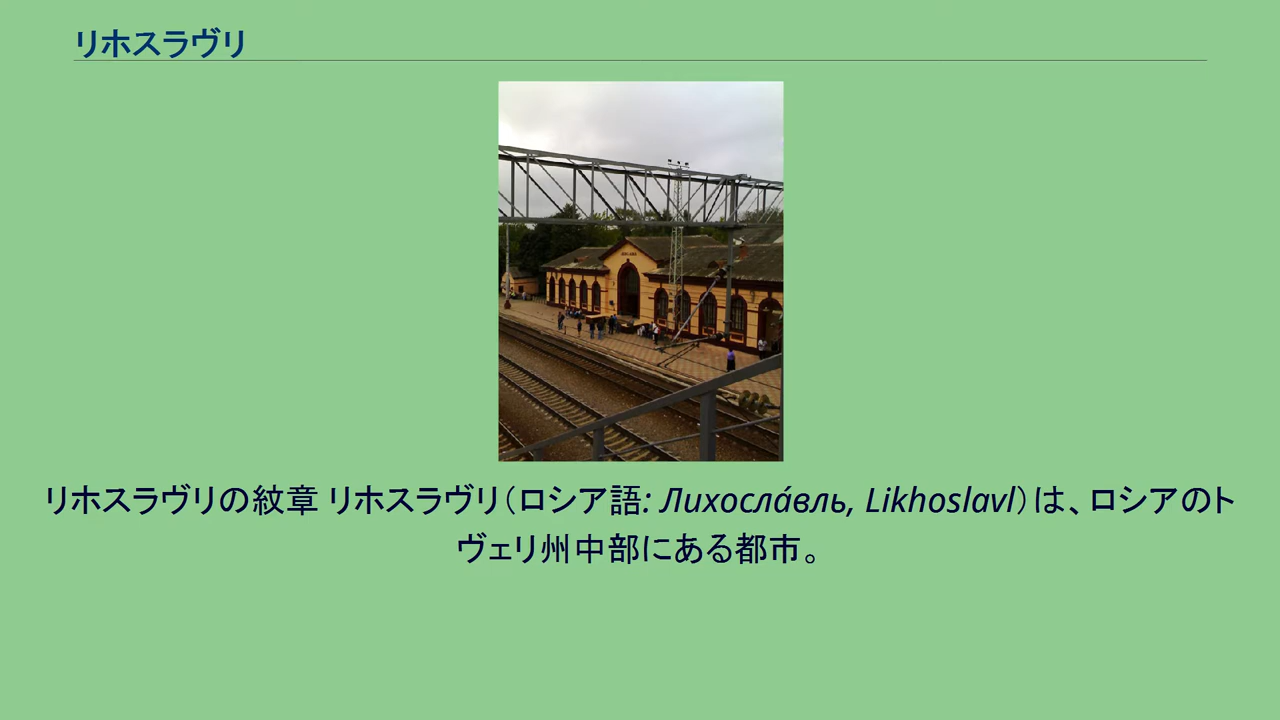 リホスラヴリ
リホスラヴリの紋章 リホスラヴリ（ロシア語: Лихосла́вль, Likhoslavl）は、ロシアのト
ヴェリ州中部にある都市。